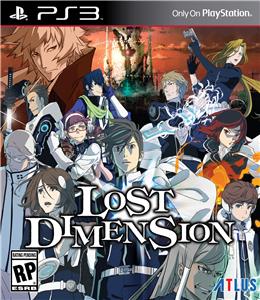 PS3
Only On PlayStation®
LOST
DIMENSION
RATING PENDING
RP
ESRB
ATLUS